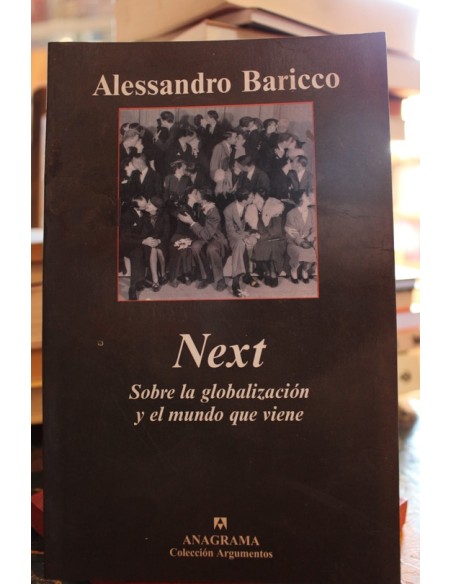 Alessandro Baricco
Next
Sobre la globalización
y el mundo que viene
ANAGRAMA
Colección Argumentos